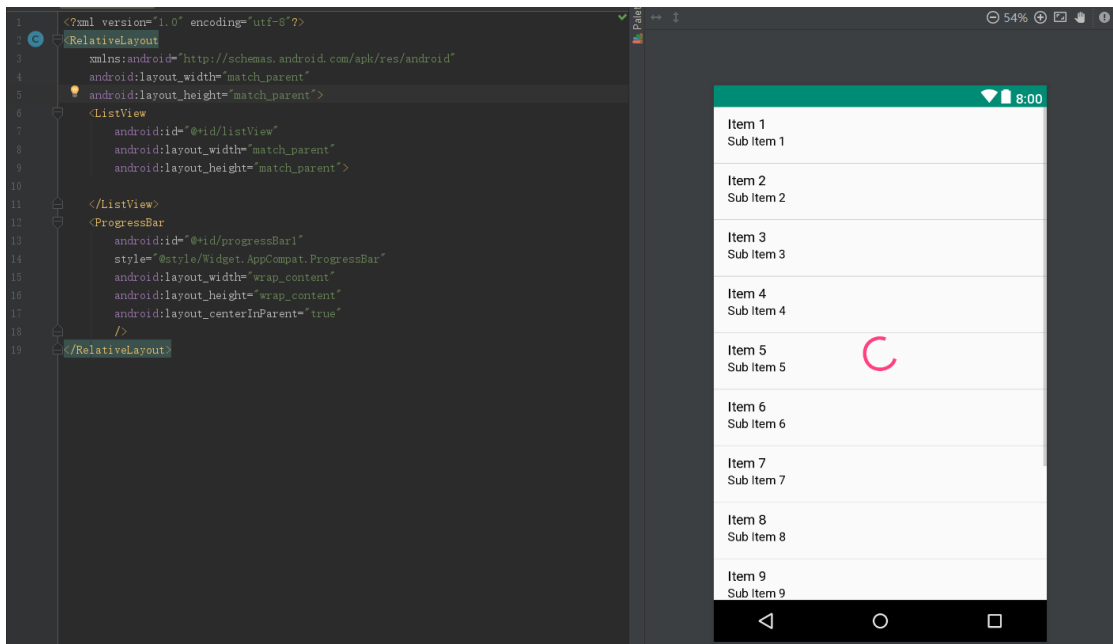 1 <?xml version="1.0" encoding="utf-8"?>
2 C <RelativeLayout
3 xmlns:android="http://schemas.android.com/apk/res/android"
4 android:layout_width="match_parent"
5 android:layout_height="match_parent">
6 <ListView
7 android:id="@+id/listView"
8 android:layout_width="match_parent"
9 android:layout_height="match_parent">
10
11 </ListView>
12 <ProgressBar
13 android:id="@+id/progressBar1"
14 style="@style/Widget.AppCompat.ProgressBar"
15 android:layout_width="wrap_content"
16 android:layout_height="wrap_content"
17 android:layout_centerInParent="true"
18 />
19 </RelativeLayout>
Palet
54%
8:00
Item 1
Sub Item 1
Item 2
Sub Item 2
Item 3
Sub Item 3
Item 4
Sub Item 4
Item 5
Sub Item 5
Item 6
Sub Item 6
Item 7
Sub Item 7
Item 8
Sub Item 8
Item 9
Sub Item 9